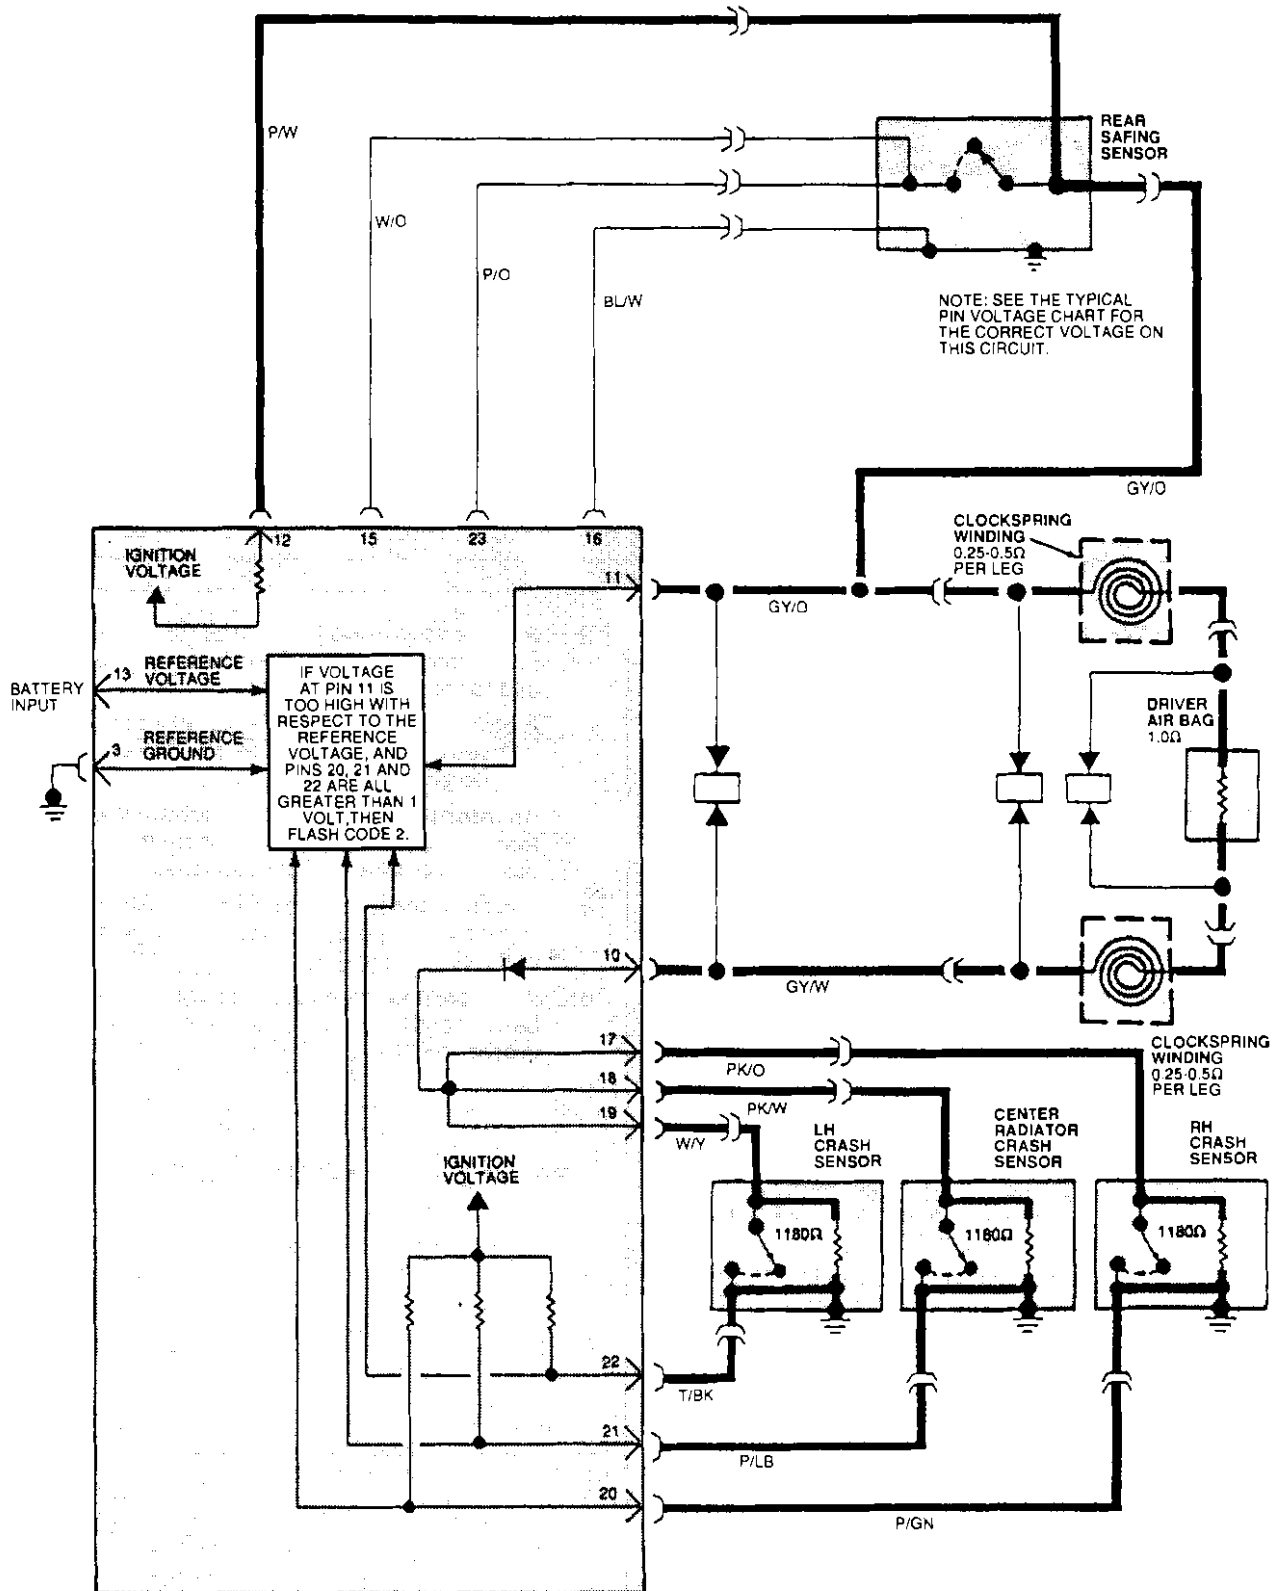 P/W
REAR
SAFING
SENSOR
W/O
P/O
BL/W
NOTE: SEE THE TYPICAL
PIN VOLTAGE CHART FOR
THE CORRECT VOLTAGE ON
THIS CIRCUIT.
GY/O
12
15
23
16
IGNITION
VOLTAGE
11
GY/O
CLOCKSPRING
WINDING
0.25-0.5Ω
PER LEG
BATTERY
INPUT
13
REFERENCE
VOLTAGE
3
REFERENCE
GROUND
IF VOLTAGE
AT PIN 11 IS
TOO HIGH WITH
RESPECT TO THE
REFERENCE
VOLTAGE, AND
PINS 20, 21 AND
22 ARE ALL
GREATER THAN 1
VOLT, THEN
FLASH CODE 2.
DRIVER
AIR BAG
1.0Ω
10
GY/W
17
PK/O
18
PK/W
19
W/Y
CLOCKSPRING
WINDING
0.25-0.5Ω
PER LEG
LH
CRASH
SENSOR
CENTER
RADIATOR
CRASH
SENSOR
RH
CRASH
SENSOR
IGNITION
VOLTAGE
1180Ω
1180Ω
1180Ω
22
T/BK
21
P/LB
20
P/GN